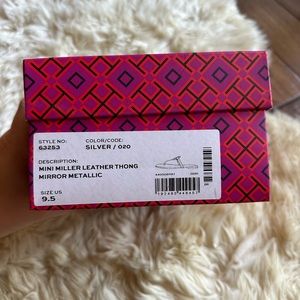 STYLE NO:
63253
COLOR/CODE:
SILVER / 020
DESCRIPTION:
MINI MILLER LEATHER THONG
MIRROR METALLIC
SIZE US
9.5